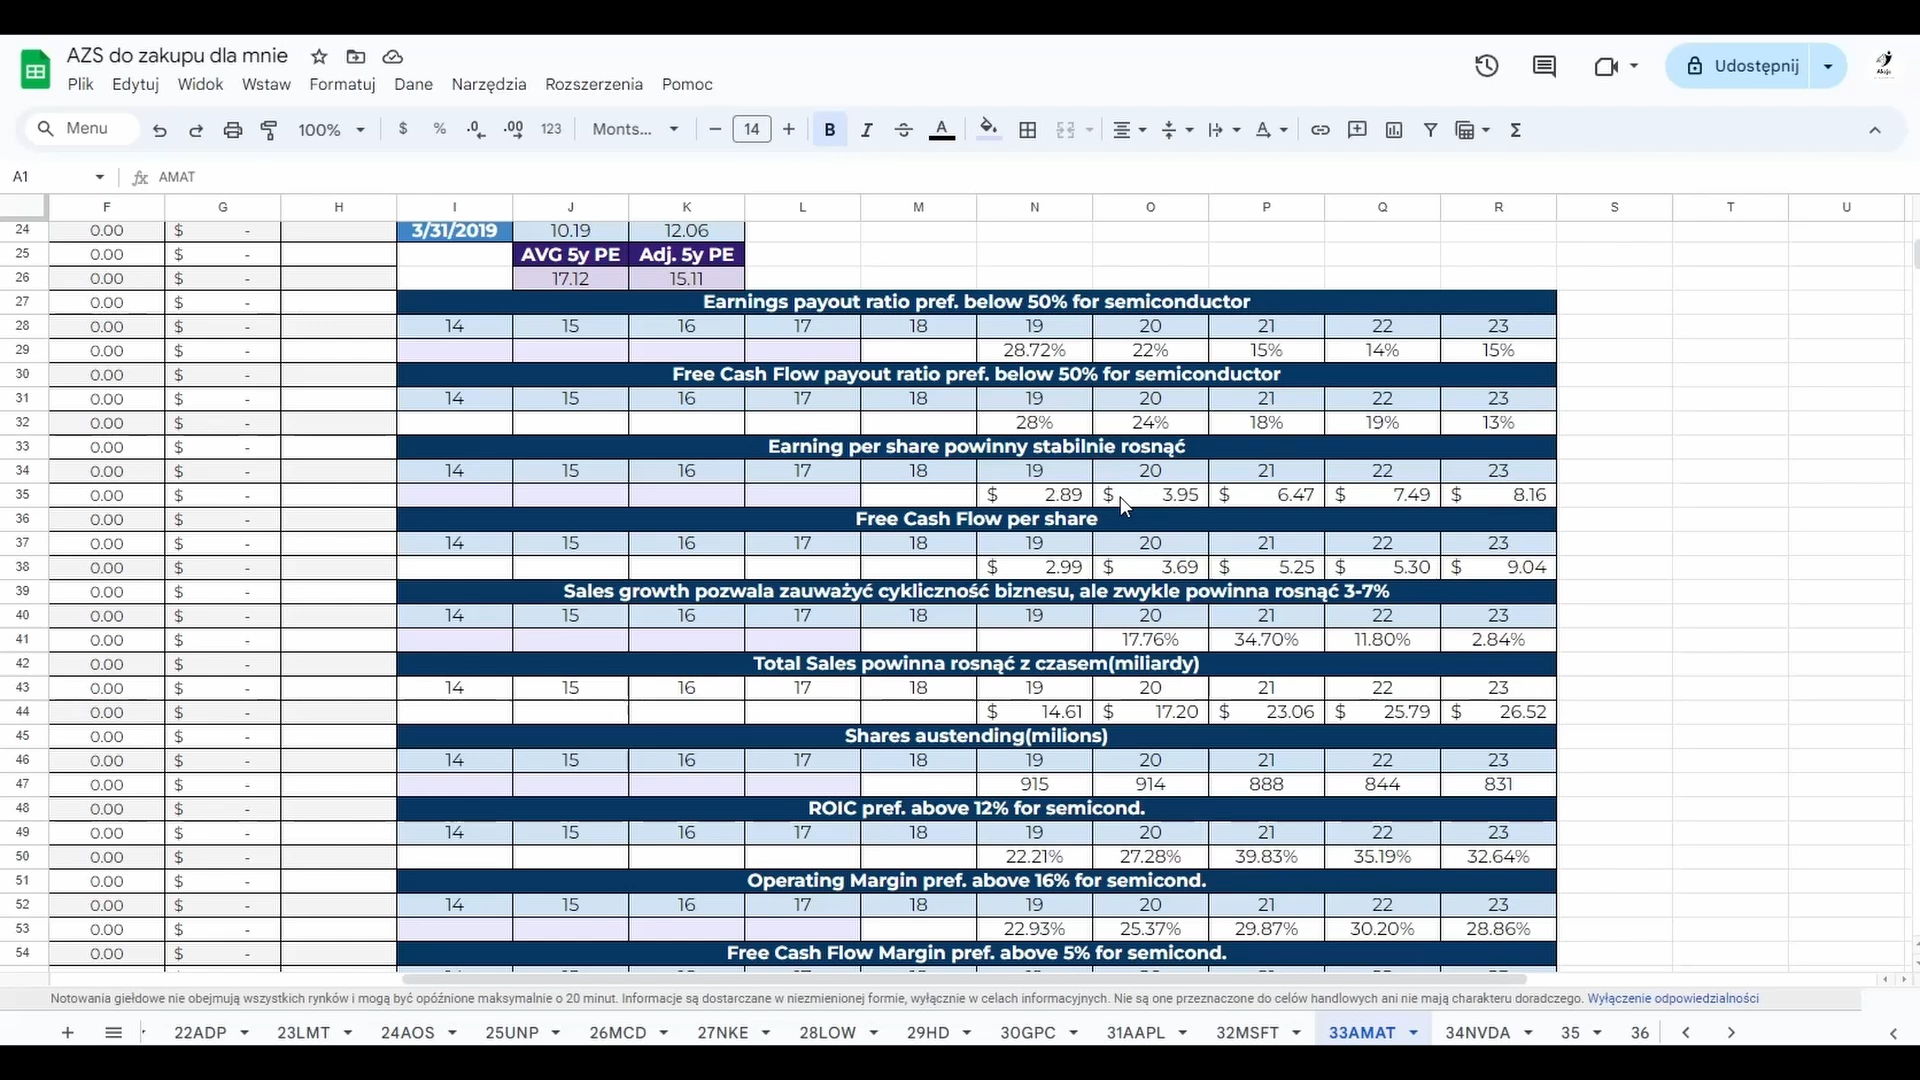 AZS do zakupu dla mnie
Plik Edytuj Widok Wstaw Formatuj Dane Narzędzia Rozszerzenia Pomoc
Udostępnij
Menu 100% $ % .0 .00 123 Monts... 14 B I A
A1 fx AMAT
F G H I J K L M N O P Q R S T U
24 0.00 $ - 3/31/2019 10.19 12.06
25 0.00 $ - AVG 5y PE Adj. 5y PE
26 0.00 $ - 17.12 15.11
27 0.00 $ - Earnings payout ratio pref. below 50% for semiconductor
28 0.00 $ - 14 15 16 17 18 19 20 21 22 23
29 0.00 $ - 28.72% 22% 15% 14% 15%
30 0.00 $ - Free Cash Flow payout ratio pref. below 50% for semiconductor
31 0.00 $ - 14 15 16 17 18 19 20 21 22 23
32 0.00 $ - 28% 24% 18% 19% 13%
33 0.00 $ - Earning per share powinny stabilnie rosnąć
34 0.00 $ - 14 15 16 17 18 19 20 21 22 23
35 0.00 $ - $ 2.89 $ 3.95 $ 6.47 $ 7.49 $ 8.16
36 0.00 $ - Free Cash Flow per share
37 0.00 $ - 14 15 16 17 18 19 20 21 22 23
38 0.00 $ - $ 2.99 $ 3.69 $ 5.25 $ 5.30 $ 9.04
39 0.00 $ - Sales growth pozwala zauważyć cykliczność biznesu, ale zwykle powinna rosnąć 3-7%
40 0.00 $ - 14 15 16 17 18 19 20 21 22 23
41 0.00 $ - 17.76% 34.70% 11.80% 2.84%
42 0.00 $ - Total Sales powinna rosnąć z czasem(miliardy)
43 0.00 $ - 14 15 16 17 18 19 20 21 22 23
44 0.00 $ - $ 14.61 $ 17.20 $ 23.06 $ 25.79 $ 26.52
45 0.00 $ - Shares austending(milions)
46 0.00 $ - 14 15 16 17 18 19 20 21 22 23
47 0.00 $ - 915 914 888 844 831
48 0.00 $ - ROIC pref. above 12% for semicond.
49 0.00 $ - 14 15 16 17 18 19 20 21 22 23
50 0.00 $ - 22.21% 27.28% 39.83% 35.19% 32.64%
51 0.00 $ - Operating Margin pref. above 16% for semicond.
52 0.00 $ - 14 15 16 17 18 19 20 21 22 23
53 0.00 $ - 22.93% 25.37% 29.87% 30.20% 28.86%
54 0.00 $ - Free Cash Flow Margin pref. above 5% for semicond.
Notowania giełdowe nie obejmują wszystkich rynków i mogą być opóźnione maksymalnie o 20 minut. Informacje są dostarczane w niezmienionej formie, wyłącznie w celach informacyjnych. Nie są one przeznaczone do celów handlowych ani nie mają charakteru doradczego. Wyłączenie odpowiedzialności
22ADP 23LMT 24AOS 25UNP 26MCD 27NKE 28LOW 29HD 30GPC 31AAPL 32MSFT 33AMAT 34NVDA 35 36